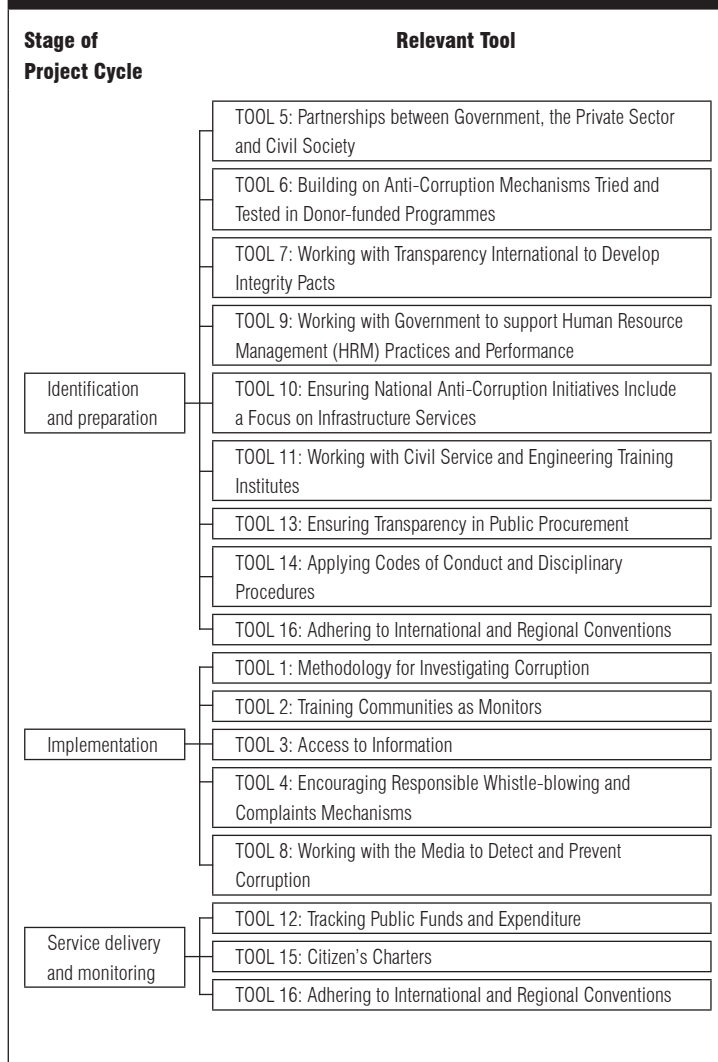 Stage of
Project Cycle
Relevant Tool
TOOL 5: Partnerships between Government, the Private Sector
and Civil Society
TOOL 6: Building on Anti-Corruption Mechanisms Tried and
Tested in Donor-funded Programmes
TOOL 7: Working with Transparency International to Develop
Integrity Pacts
TOOL 9: Working with Government to support Human Resource
Management (HRM) Practices and Performance
Identification
and preparation
TOOL 10: Ensuring National Anti-Corruption Initiatives Include
a Focus on Infrastructure Services
TOOL 11: Working with Civil Service and Engineering Training
Institutes
TOOL 13: Ensuring Transparency in Public Procurement
TOOL 14: Applying Codes of Conduct and Disciplinary
Procedures
TOOL 16: Adhering to International and Regional Conventions
TOOL 1: Methodology for Investigating Corruption
TOOL 2: Training Communities as Monitors
Implementation
TOOL 3: Access to Information
TOOL 4: Encouraging Responsible Whistle-blowing and
Complaints Mechanisms
TOOL 8: Working with the Media to Detect and Prevent
Corruption
TOOL 12: Tracking Public Funds and Expenditure
Service delivery
and monitoring
TOOL 15: Citizen's Charters
TOOL 16: Adhering to International and Regional Conventions